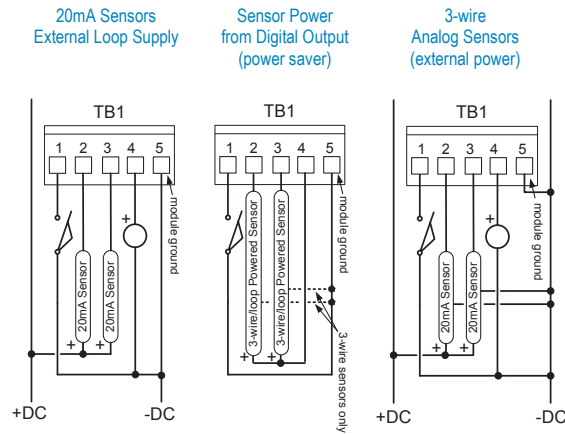 20mA Sensors
External Loop Supply
Sensor Power
from Digital Output
(power saver)
3-wire
Analog Sensors
(external power)
TB1
1 2 3 4 5
module ground
+
20mA Sensor
20mA Sensor
+
+
+DC
-DC
TB1
1 2 3 4 5
module ground
3-wire/loop Powered Sensor
3-wire/loop Powered Sensor
+
+
3-wire sensors only
TB1
1 2 3 4 5
module ground
+
20mA Sensor
20mA Sensor
+
+
+DC
-DC